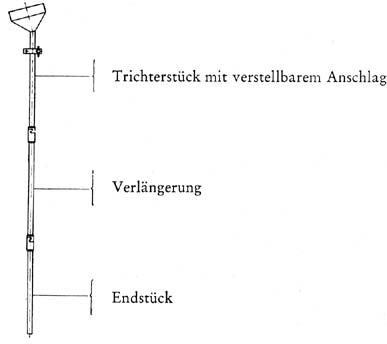 Trichterstück mit verstellbarem Anschlag
Verlängerung
Endstück